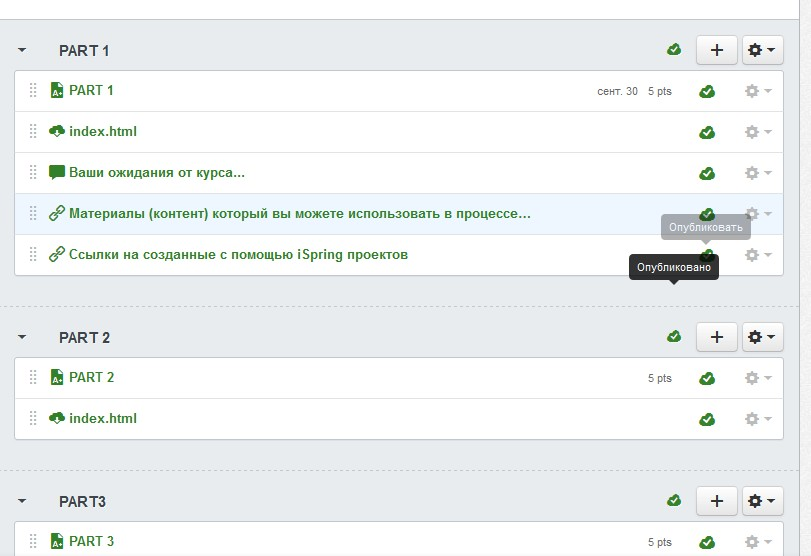 PART 1
PART 1 сент. 30 5 pts
index.html
Ваши ожидания от курса...
Материалы (контент) который вы можете использовать в процессе...
Опубликовать
Ссылки на созданные с помощью iSpring проектов
Опубликовано
PART 2
PART 2 5 pts
index.html
PART3
PART 3 5 pts